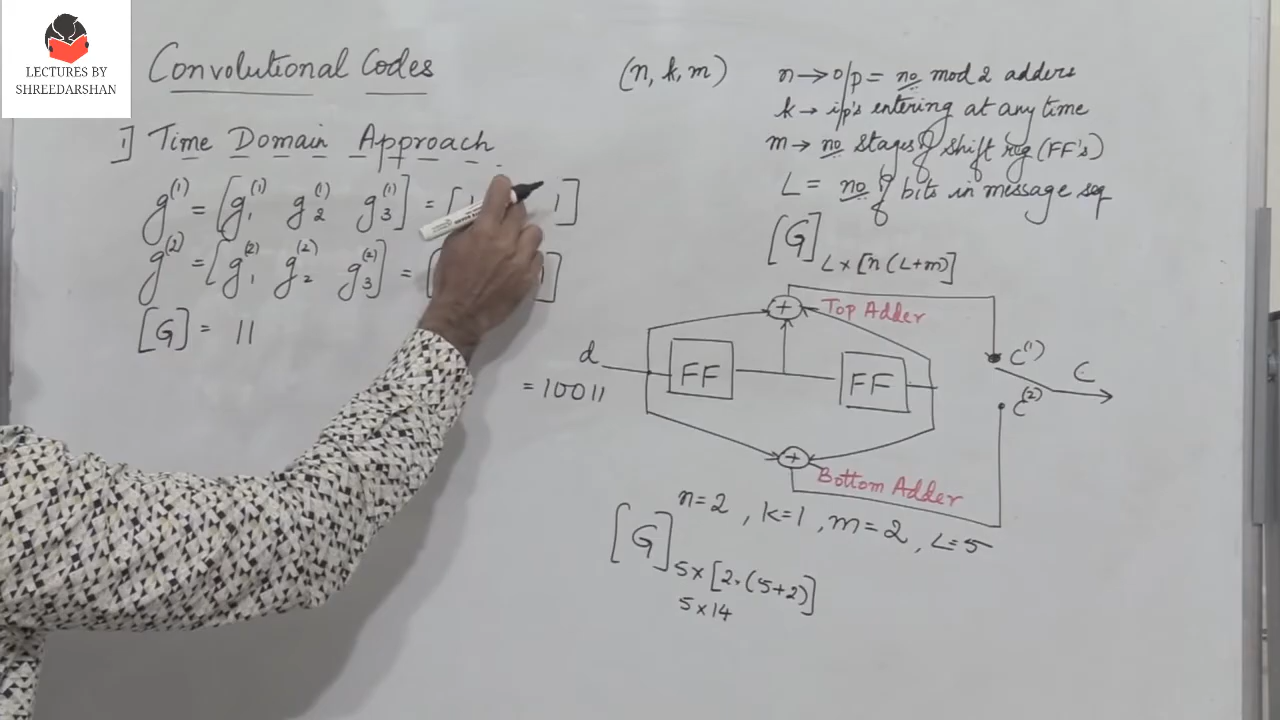 LECTURES BY
SHREEDARSHAN
Convolutional Codes
1] Time Domain Approach
g^(1) = [g₁^(1) g₂^(1) g₃^(1)] = [1 1]
g^(2) = [g₁^(2) g₂^(2) g₃^(2)] = [ 1]
[G] = 11
(n, k, m)
n → o/p = no mod 2 adders
k → i/p's entering at any time
m → no stages of shift reg (FF's)
L = no of bits in message seq
[G] L × [n(L+m)]
+ Top Adder
d
= 10011
FF
FF
C^(1)
C
C^(2)
+ Bottom Adder
n=2, k=1, m=2, L=5
[G] 5 × [2·(5+2)]
5 × 14